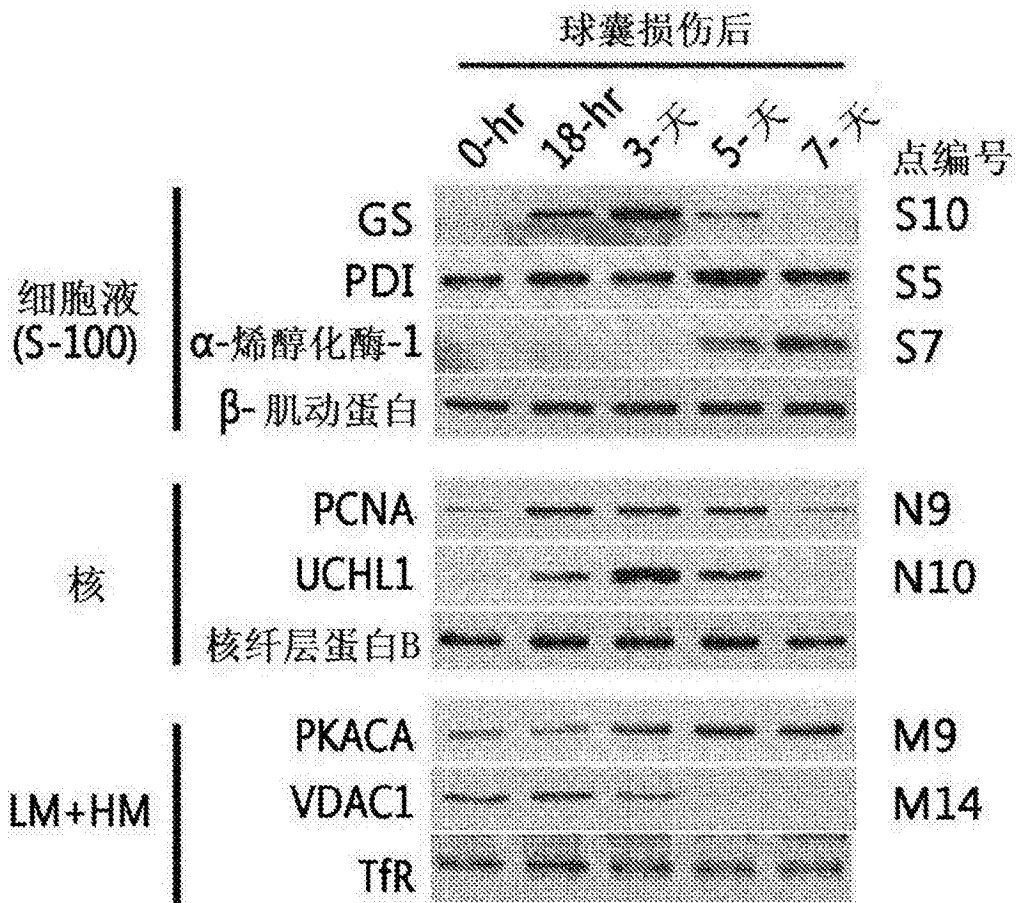 球囊损伤后
0-hr 18-hr 3-天 5-天 7-天 点编号
GS S10
PDI S5
细胞液
(S-100)
α-烯醇化酶-1 S7
β-肌动蛋白
PCNA N9
核
UCHL1 N10
核纤层蛋白B
PKACA M9
LM+HM
VDAC1 M14
TfR